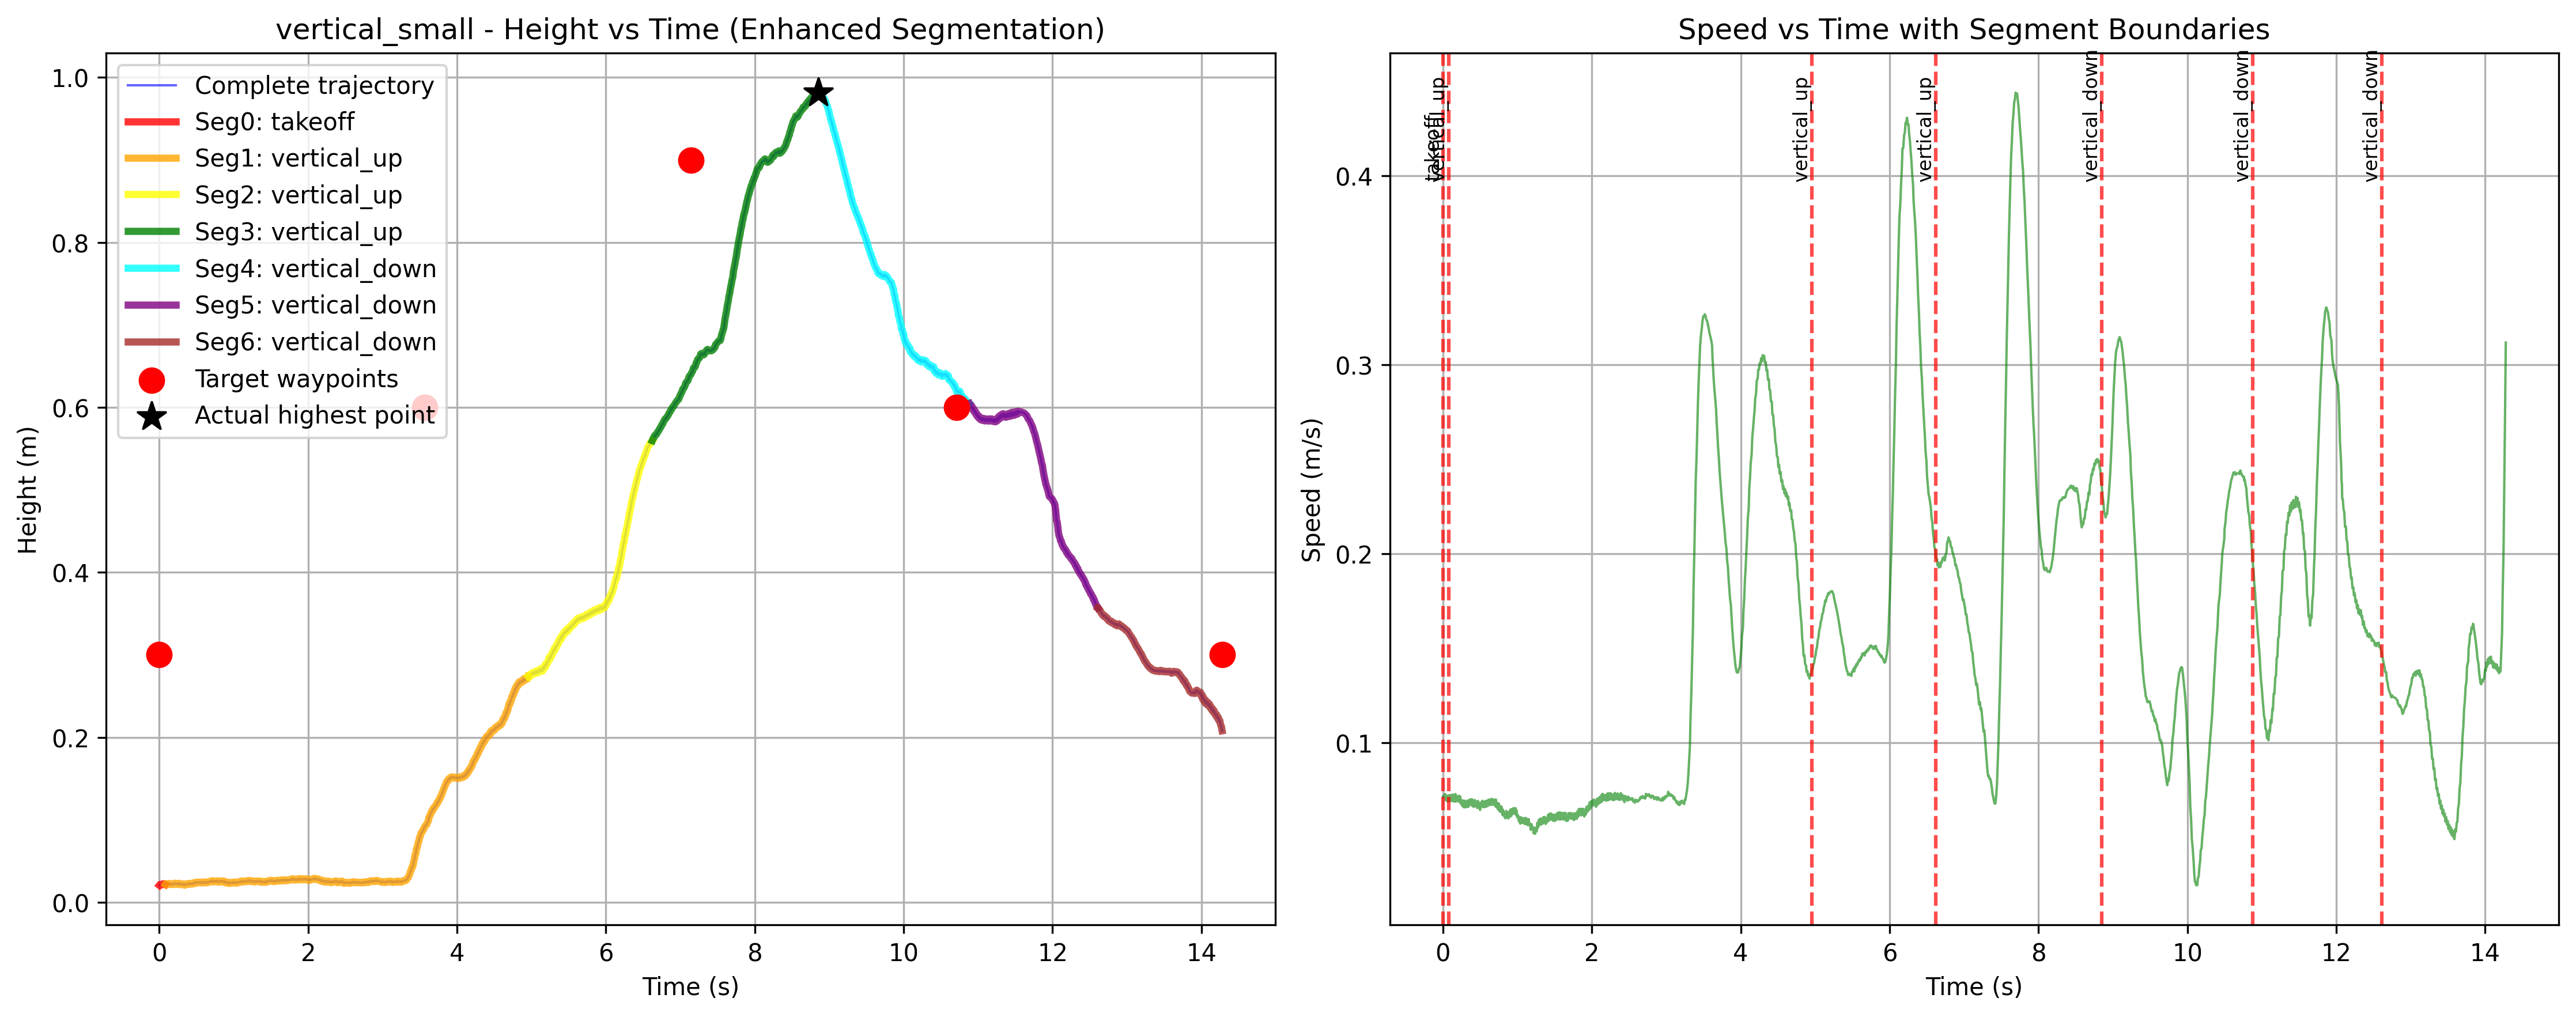 vertical_small - Height vs Time (Enhanced Segmentation)
Height (m)
1.0
0.8
0.6
0.4
0.2
0.0
Complete trajectory
Seg0: takeoff
Seg1: vertical_up
Seg2: vertical_up
Seg3: vertical_up
Seg4: vertical_down
Seg5: vertical_down
Seg6: vertical_down
Target waypoints
Actual highest point
0 2 4 6 8 10 12 14
Time (s)
Speed vs Time with Segment Boundaries
Speed (m/s)
0.4
0.3
0.2
0.1
takeoff
vertical_up
vertical_up
vertical_up
vertical_down
vertical_down
vertical_down
0 2 4 6 8 10 12 14
Time (s)